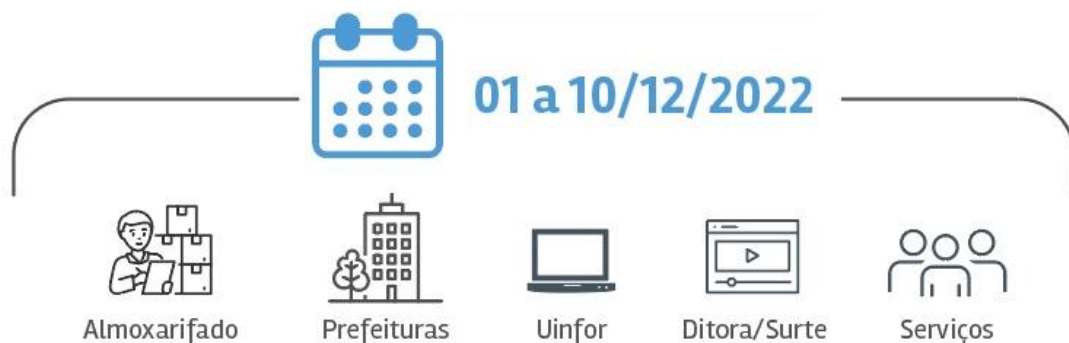 01 a 10/12/2022
Almoxarifado
Prefeituras
Uinfor
Ditora/Surte
Serviços